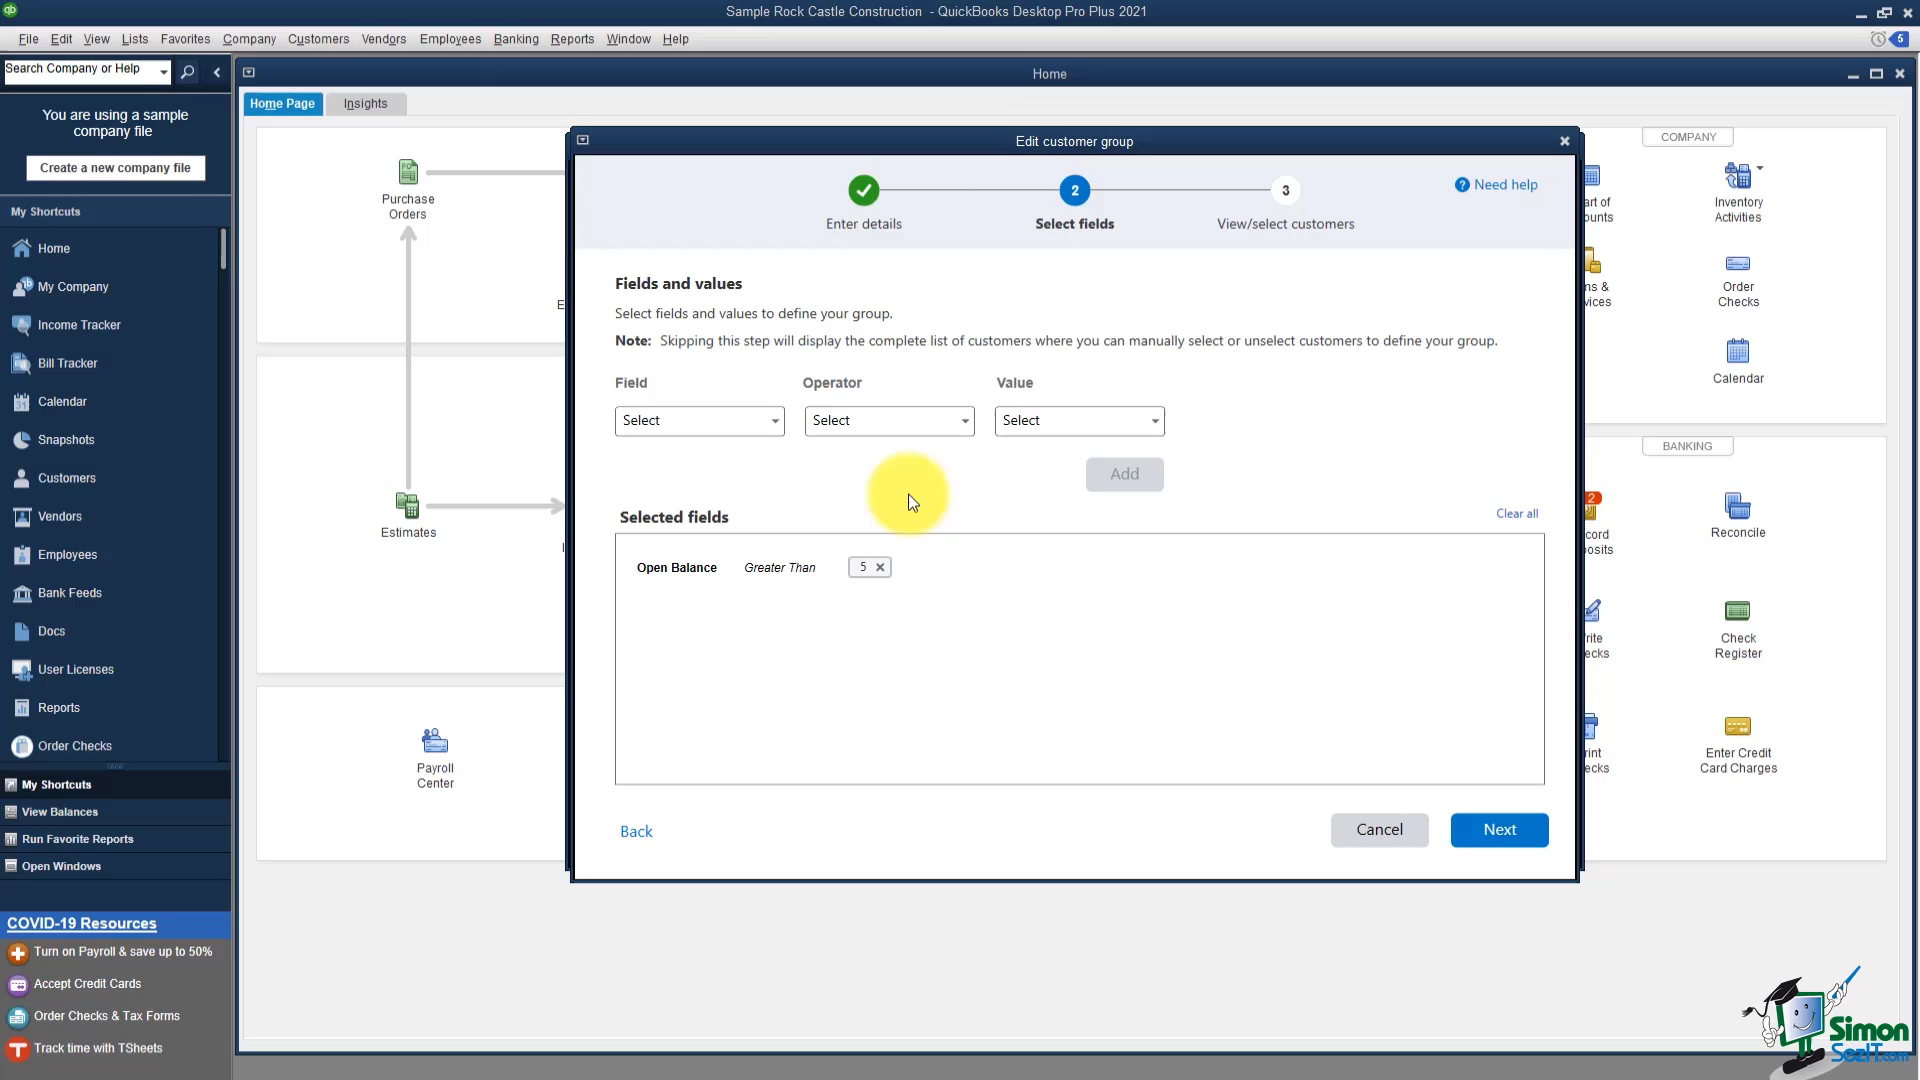 Sample Rock Castle Construction - QuickBooks Desktop Pro Plus 2021
File Edit View Lists Favorites Company Customers Vendors Employees Banking Reports Window Help
5
Search Company or Help
Home
You are using a sample
company file
Create a new company file
My Shortcuts
Home
My Company
Income Tracker
Bill Tracker
Calendar
Snapshots
Customers
Vendors
Employees
Bank Feeds
Docs
User Licenses
Reports
Order Checks
My Shortcuts
View Balances
Run Favorite Reports
Open Windows
COVID-19 Resources
Turn on Payroll & save up to 50%
Accept Credit Cards
Order Checks & Tax Forms
Track time with TSheets
Home Page Insights
Purchase
Orders
Estimates
Payroll
Center
Edit customer group
2 3
Enter details Select fields View/select customers
Need help
Fields and values
Select fields and values to define your group.
Note: Skipping this step will display the complete list of customers where you can manually select or unselect customers to define your group.
Field Operator Value
Select Select Select
Add
Selected fields Clear all
Open Balance Greater Than 5
Back Cancel Next
COMPANY
Inventory
Activities
Order
Checks
Calendar
BANKING
2
Reconcile
Check
Register
Enter Credit
Card Charges
Simon
SezIT.com